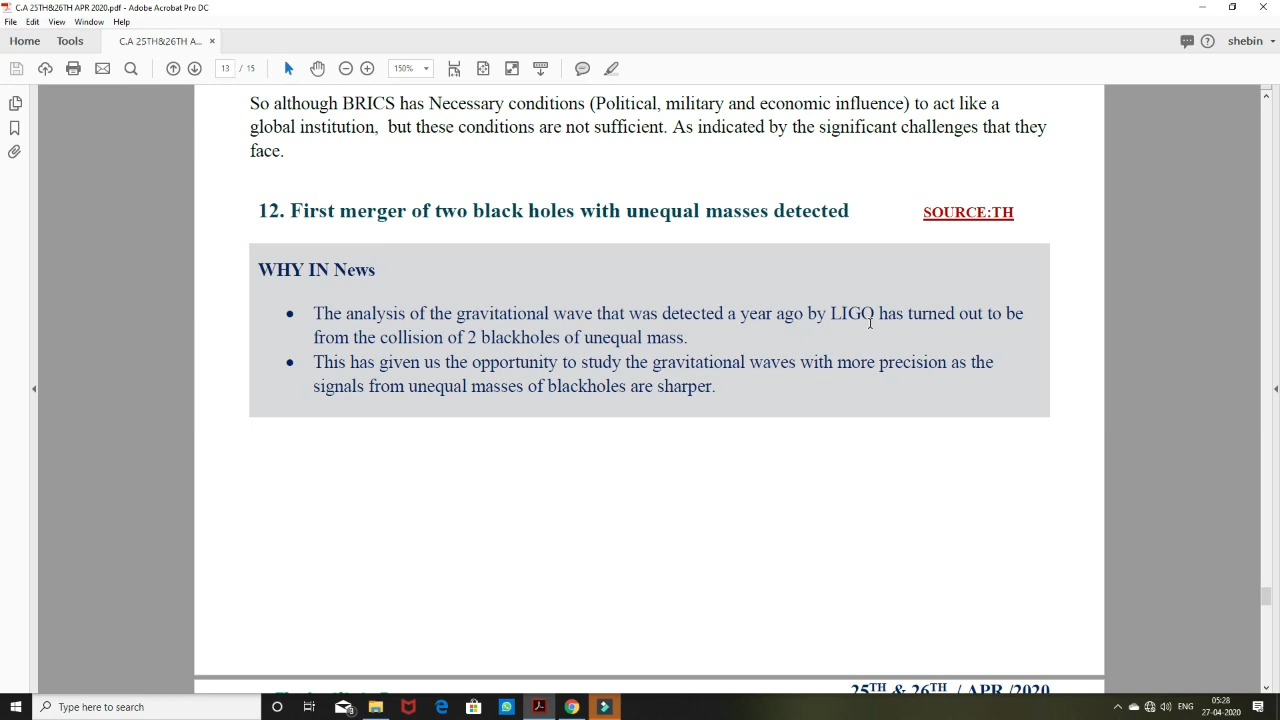 C.A 25TH&26TH APR 2020.pdf - Adobe Acrobat Pro DC
File Edit View Window Help
Home Tools C.A 25TH&26TH A... × shebin
13 / 15 150%
So although BRICS has Necessary conditions (Political, military and economic influence) to act like a
global institution, but these conditions are not sufficient. As indicated by the significant challenges that they
face.
12. First merger of two black holes with unequal masses detected SOURCE:TH
WHY IN News
• The analysis of the gravitational wave that was detected a year ago by LIGO has turned out to be
from the collision of 2 blackholes of unequal mass.
• This has given us the opportunity to study the gravitational waves with more precision as the
signals from unequal masses of blackholes are sharper.
25TH & 26TH / APR /2020
Type here to search
ENG
05:28
27-04-2020